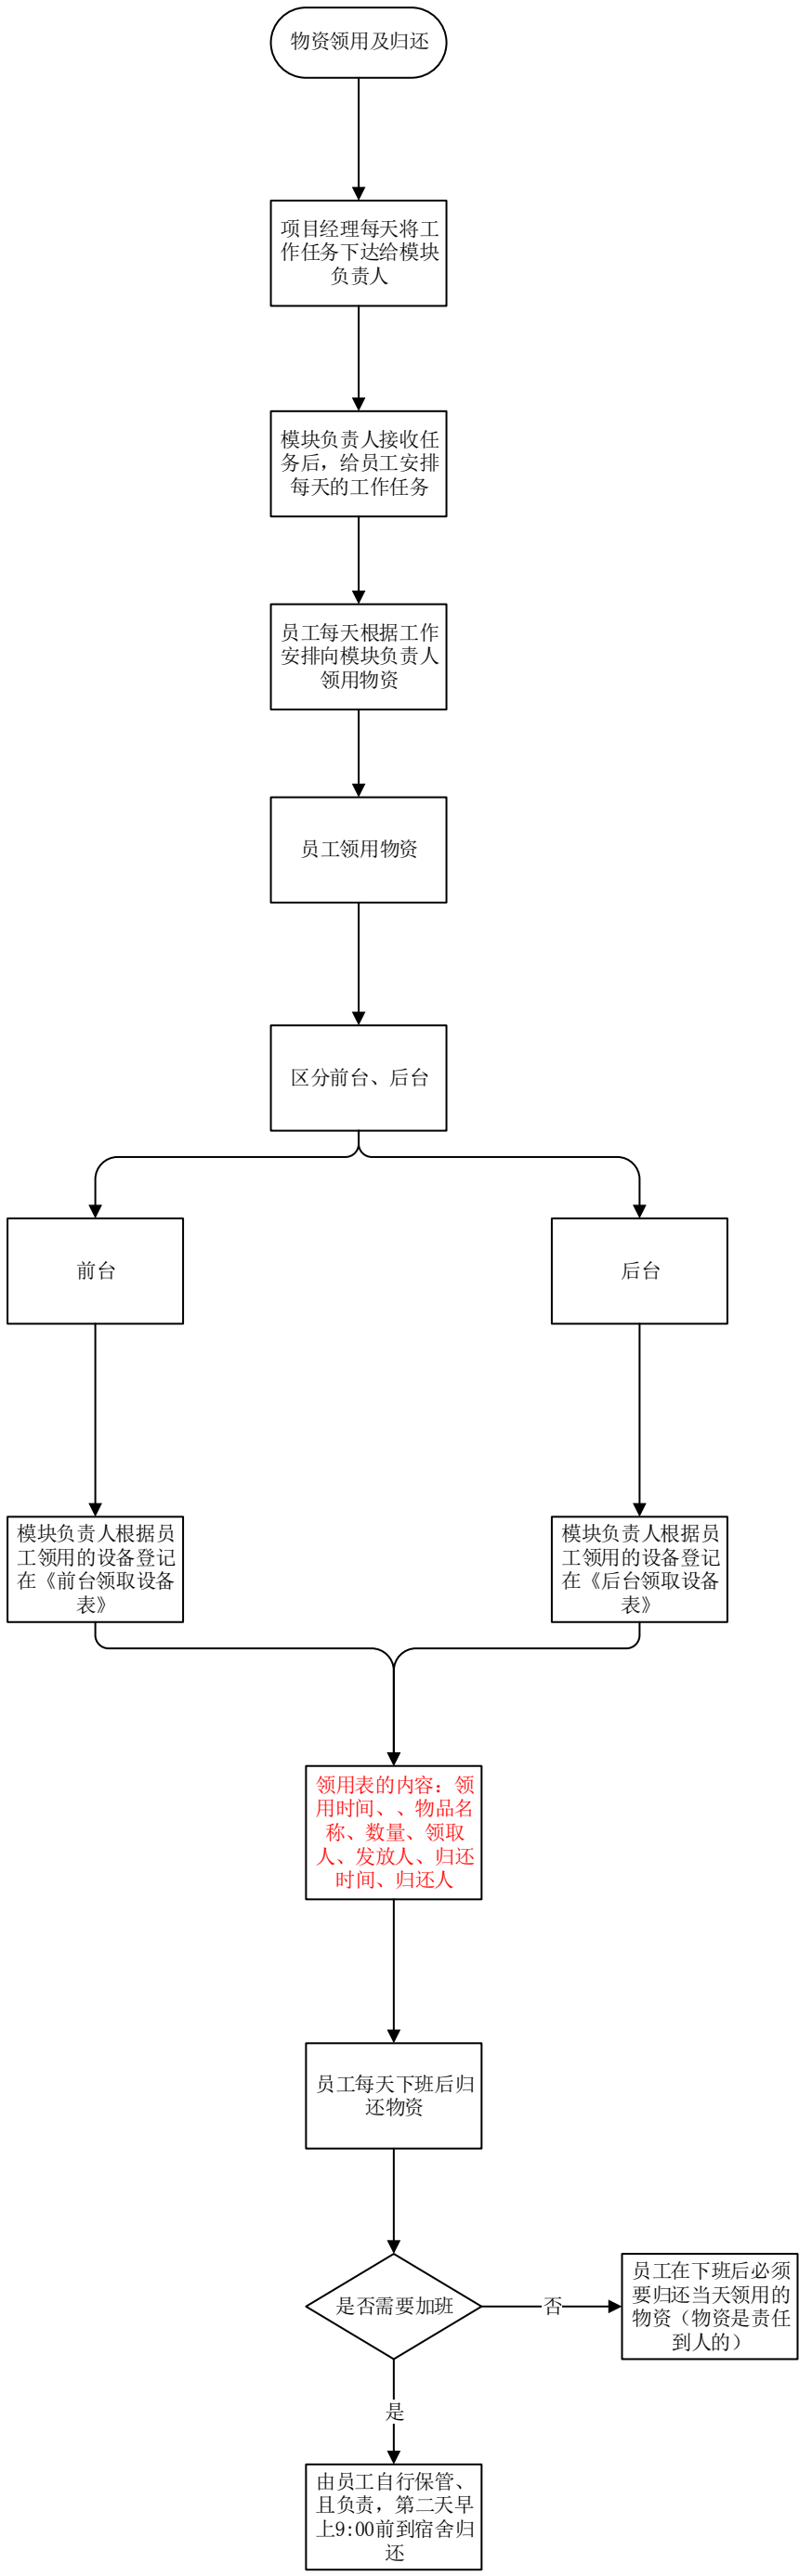 物资领用及归还
项目经理每天将工
作任务下达给模块
负责人
模块负责人接收任
务后，给员工安排
每天的工作任务
员工每天根据工作
安排向模块负责人
领用物资
员工领用物资
区分前台、后台
前台
后台
模块负责人根据员
工领用的设备登记
在《前台领取设备
表》
模块负责人根据员
工领用的设备登记
在《后台领取设备
表》
领用表的内容：领
用时间、、物品名
称、数量、领取
人、发放人、归还
时间、归还人
员工每天下班后归
还物资
是否需要加班
否
员工在下班后必须
要归还当天领用的
物资（物资是责任
到人的）
是
由员工自行保管、
且负责，第二天早
上9:00前到宿舍归
还